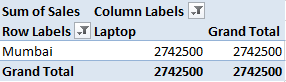 Sum of Sales Column Labels
Row Labels Laptop Grand Total
Mumbai 2742500 2742500
Grand Total 2742500 2742500